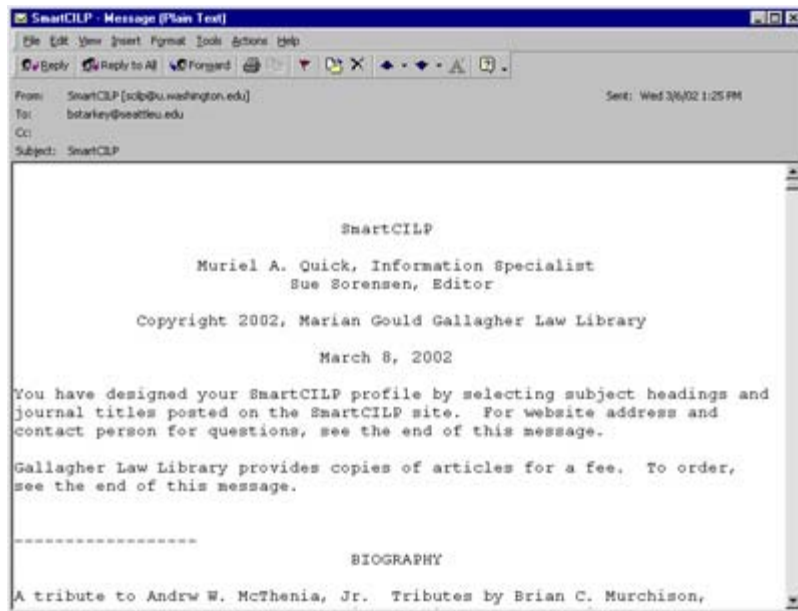 SmartCILP - Message (Plain Text)
File Edit View Insert Format Tools Actions Help
Reply Reply to All Forward
From: SmartCILP [scilp@u.washington.edu] Sent: Wed 3/6/02 1:25 PM
To: bstarkey@seattleu.edu
Cc:
Subject: SmartCILP
SmartCILP
Muriel A. Quick, Information Specialist
Sue Sorensen, Editor
Copyright 2002, Marian Gould Gallagher Law Library
March 8, 2002
You have designed your SmartCILP profile by selecting subject headings and
journal titles posted on the SmartCILP site. For website address and
contact person for questions, see the end of this message.
Gallagher Law Library provides copies of articles for a fee. To order,
see the end of this message.
------------------
BIOGRAPHY
A tribute to Andrw W. McThenia, Jr. Tributes by Brian C. Murchison,